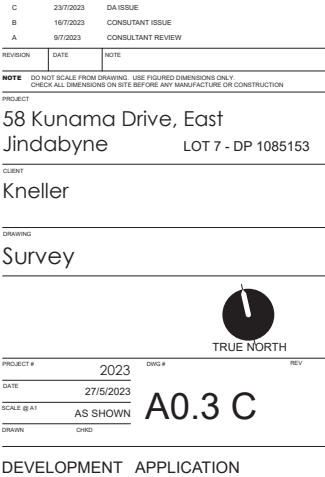 C 23/7/2023 DA ISSUE
B 16/7/2023 CONSUTANT ISSUE
A 9/7/2023 CONSULTANT REVIEW
REVISION DATE NOTE
NOTE DO NOT SCALE FROM DRAWING. USE FIGURED DIMENSIONS ONLY.
CHECK ALL DIMENSIONS ON SITE BEFORE ANY MANUFACTURE OR CONSTRUCTION
PROJECT
58 Kunama Drive, East
Jindabyne LOT 7 - DP 1085153
CLIENT
Kneller
DRAWING
Survey
TRUE NORTH
PROJECT # 2023
DATE 27/5/2023
SCALE @ A1 AS SHOWN
DRAWN CHKD
DWG # REV
A0.3 C
DEVELOPMENT APPLICATION